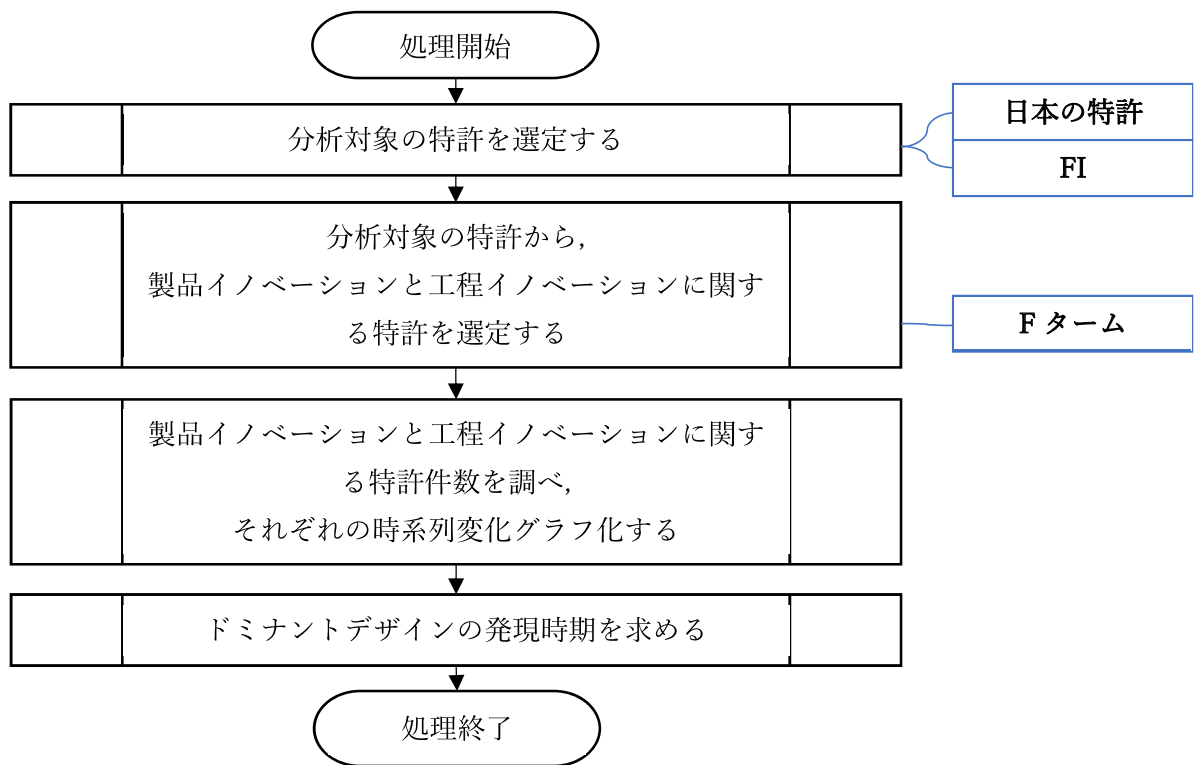 処理開始
分析対象の特許を選定する
日本の特許
FI
分析対象の特許から,
製品イノベーションと工程イノベーションに関す
る特許を選定する
F ターム
製品イノベーションと工程イノベーションに関す
る特許件数を調べ,
それぞれの時系列変化グラフ化する
ドミナントデザインの発現時期を求める
処理終了